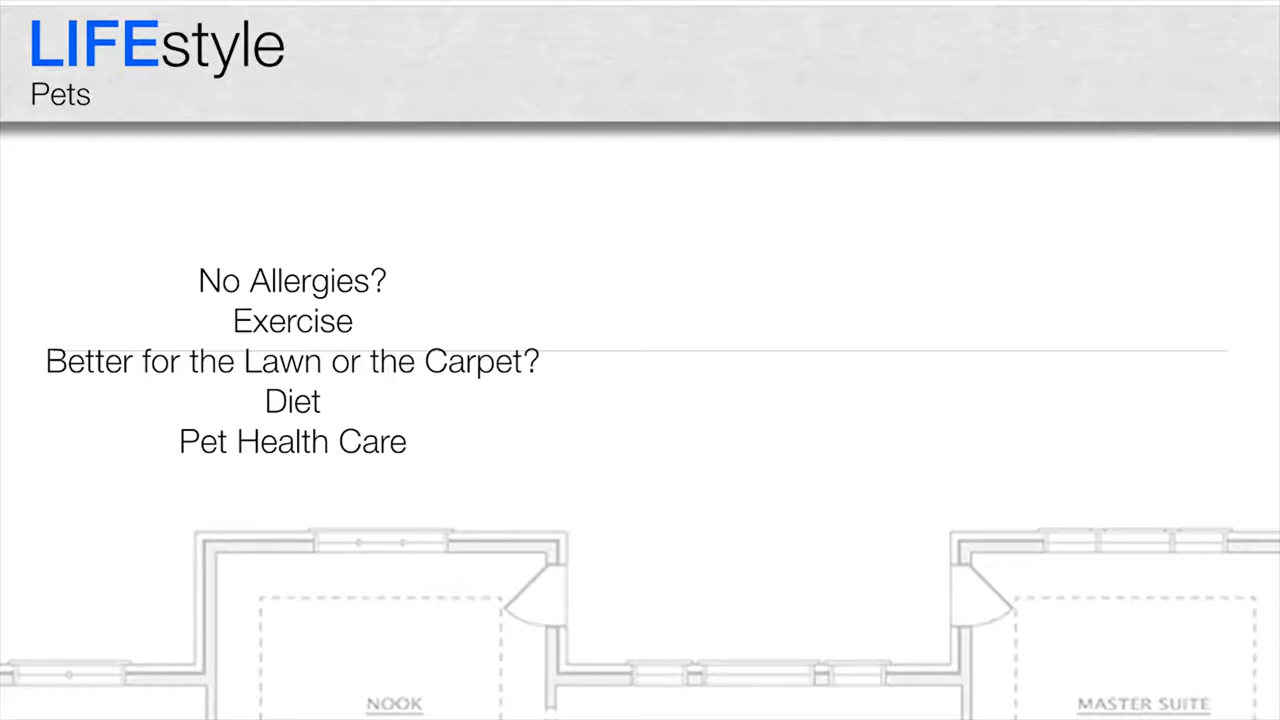 LIFEstyle
Pets
No Allergies?
Exercise
Better for the Lawn or the Carpet?
Diet
Pet Health Care
NOOK
MASTER SUITE